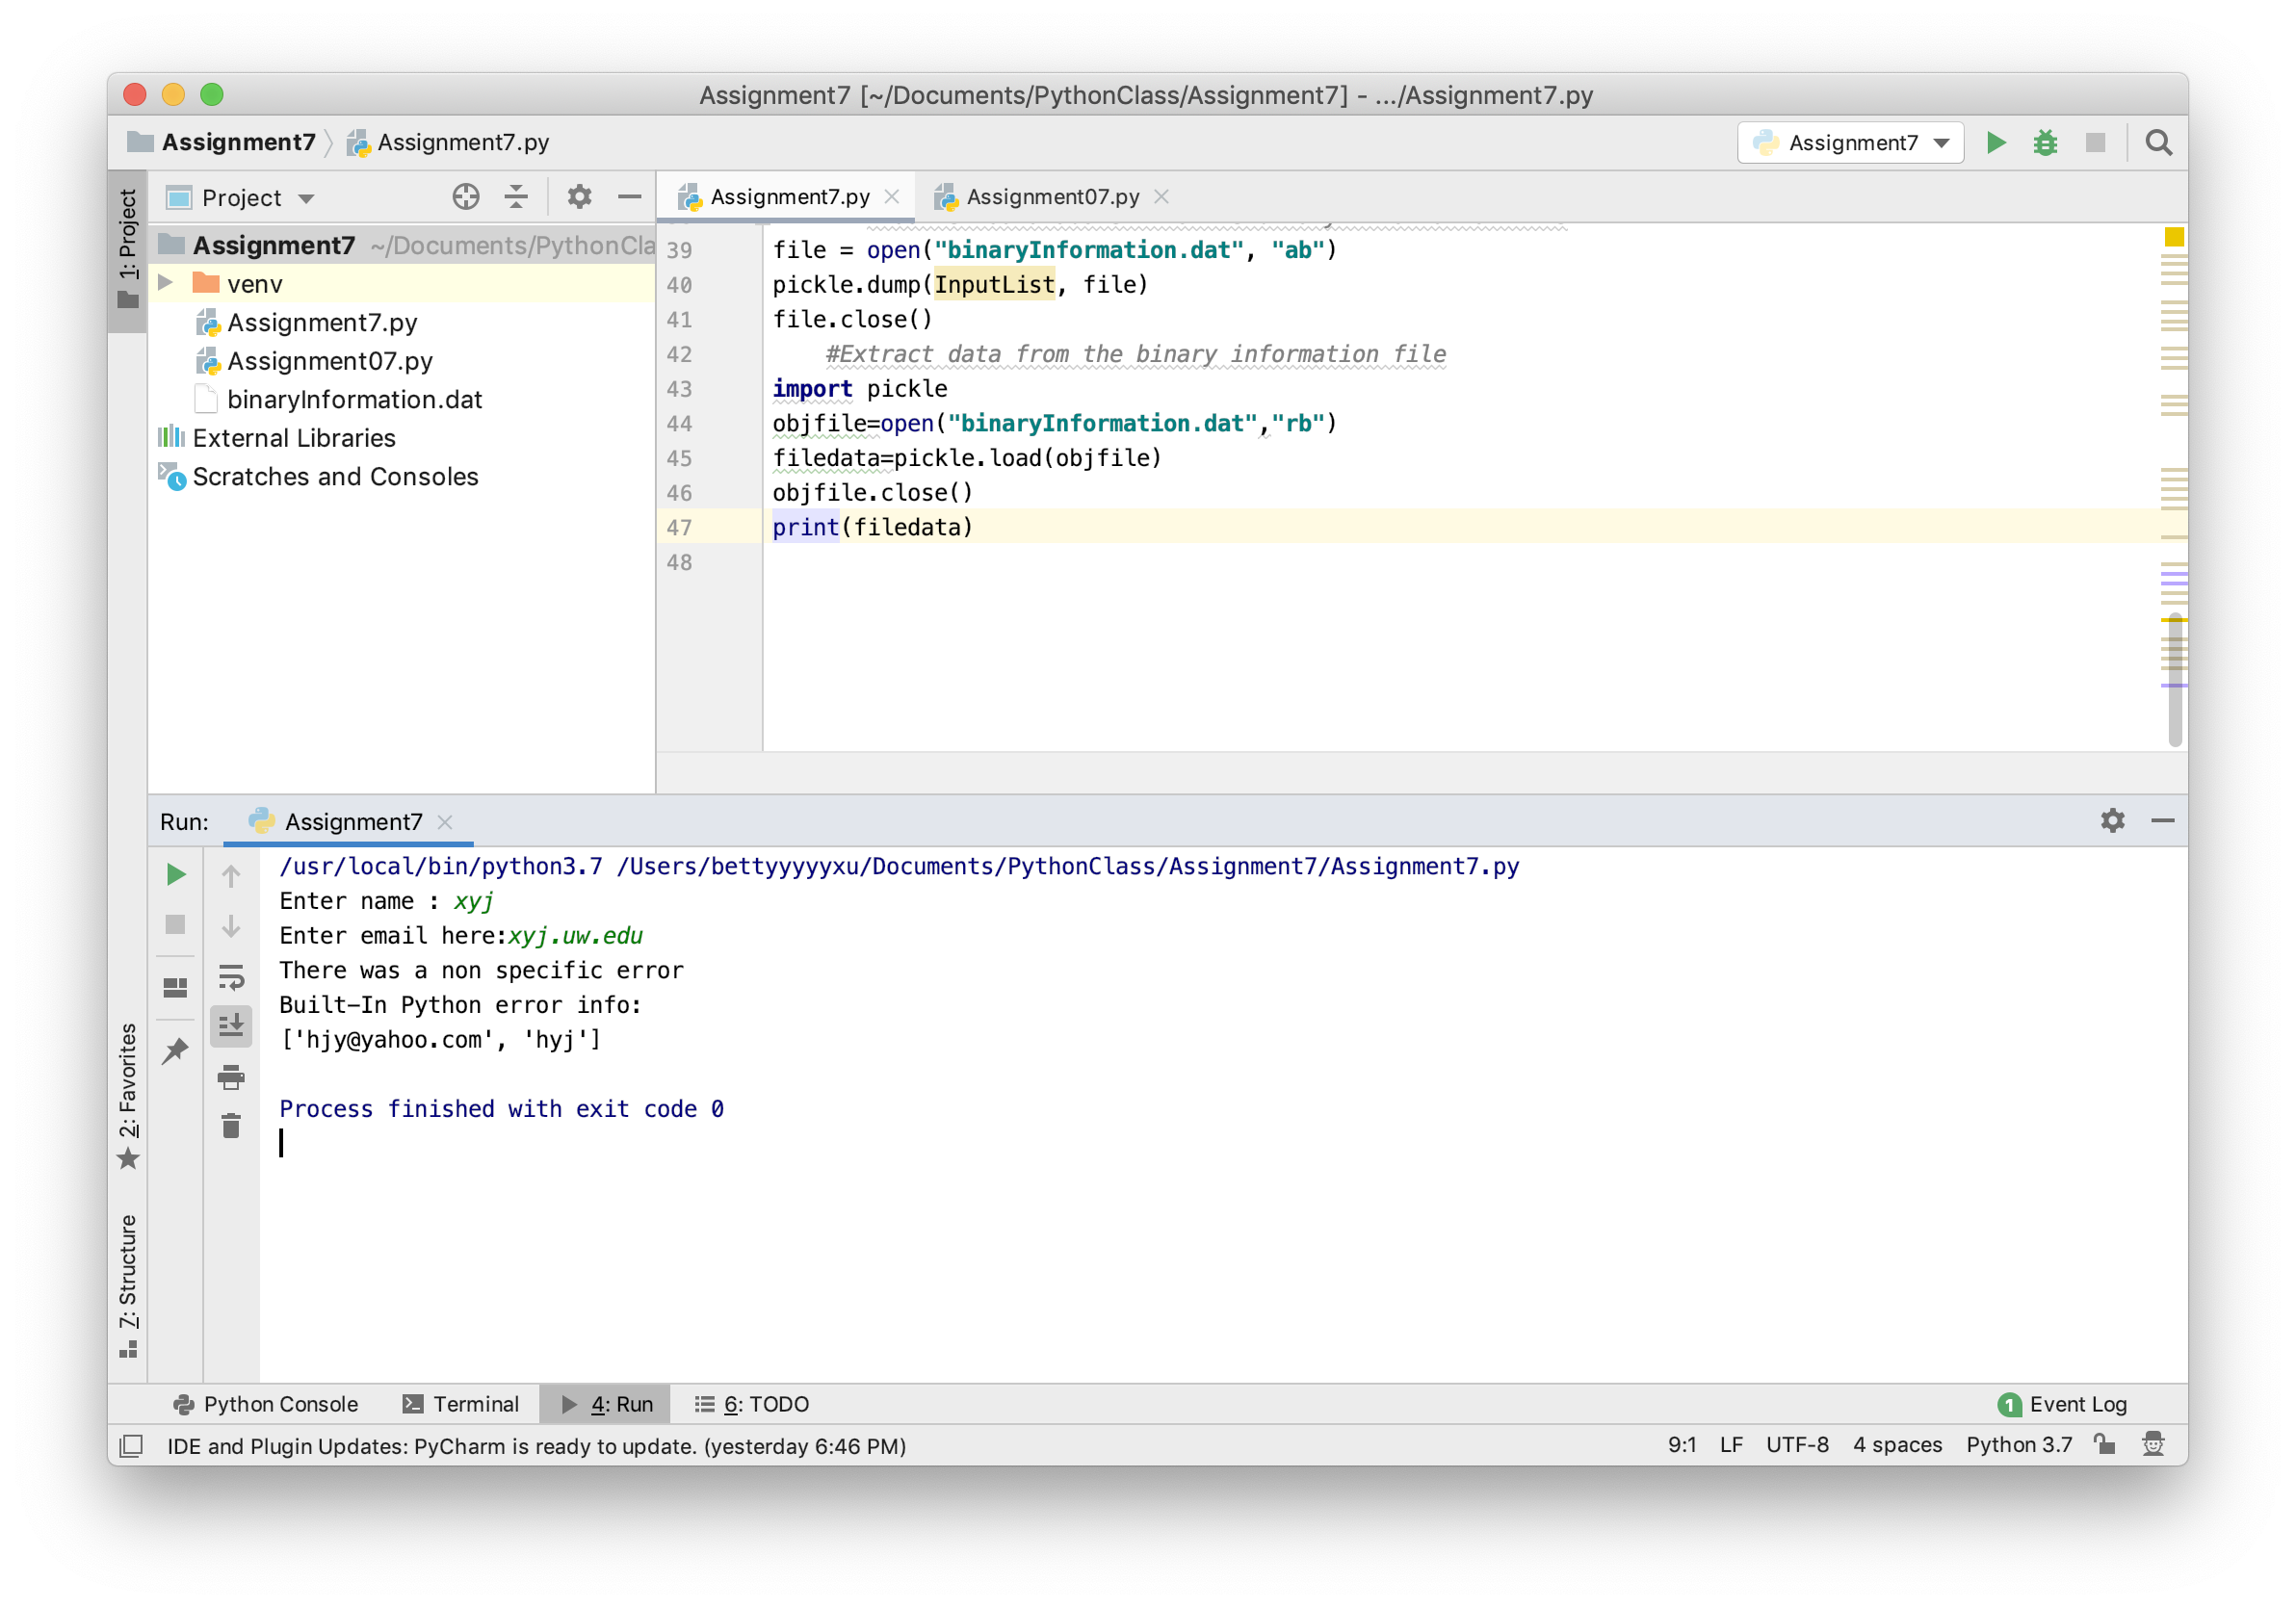 Assignment7 [~/Documents/PythonClass/Assignment7] - .../Assignment7.py
Assignment7 Assignment7.py
Assignment7
1: Project
Project
Assignment7 ~/Documents/PythonCla
venv
Assignment7.py
Assignment07.py
binaryInformation.dat
External Libraries
Scratches and Consoles
Assignment7.py Assignment07.py
39 file = open("binaryInformation.dat", "ab")
40 pickle.dump(InputList, file)
41 file.close()
42 #Extract data from the binary information file
43 import pickle
44 objfile=open("binaryInformation.dat","rb")
45 filedata=pickle.load(objfile)
46 objfile.close()
47 print(filedata)
48
Run: Assignment7
/usr/local/bin/python3.7 /Users/bettyyyyyxu/Documents/PythonClass/Assignment7/Assignment7.py
Enter name : xyj
Enter email here:xyj.uw.edu
There was a non specific error
Built-In Python error info:
['hjy@yahoo.com', 'hyj']
Process finished with exit code 0
2: Favorites
7: Structure
Python Console Terminal 4: Run 6: TODO 1 Event Log
IDE and Plugin Updates: PyCharm is ready to update. (yesterday 6:46 PM) 9:1 LF UTF-8 4 spaces Python 3.7